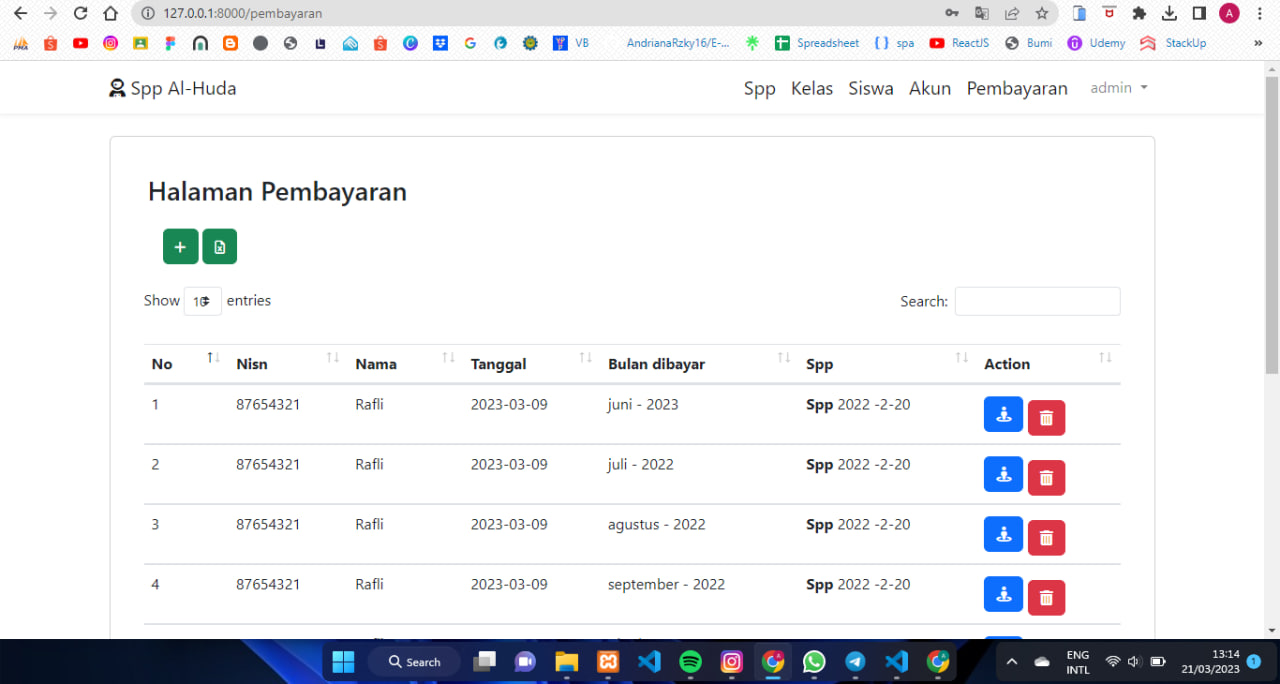 127.0.0.1:8000/pembayaran
VB AndrianaRzky16/E-... Spreadsheet spa ReactJS Bumi Udemy StackUp »
Spp Al-Huda Spp Kelas Siswa Akun Pembayaran admin
Halaman Pembayaran
Show 10 entries Search:
No Nisn Nama Tanggal Bulan dibayar Spp Action
1 87654321 Rafli 2023-03-09 juni - 2023 Spp 2022 -2-20
2 87654321 Rafli 2023-03-09 juli - 2022 Spp 2022 -2-20
3 87654321 Rafli 2023-03-09 agustus - 2022 Spp 2022 -2-20
4 87654321 Rafli 2023-03-09 september - 2022 Spp 2022 -2-20
Search
ENG
INTL
13:14
21/03/2023
1